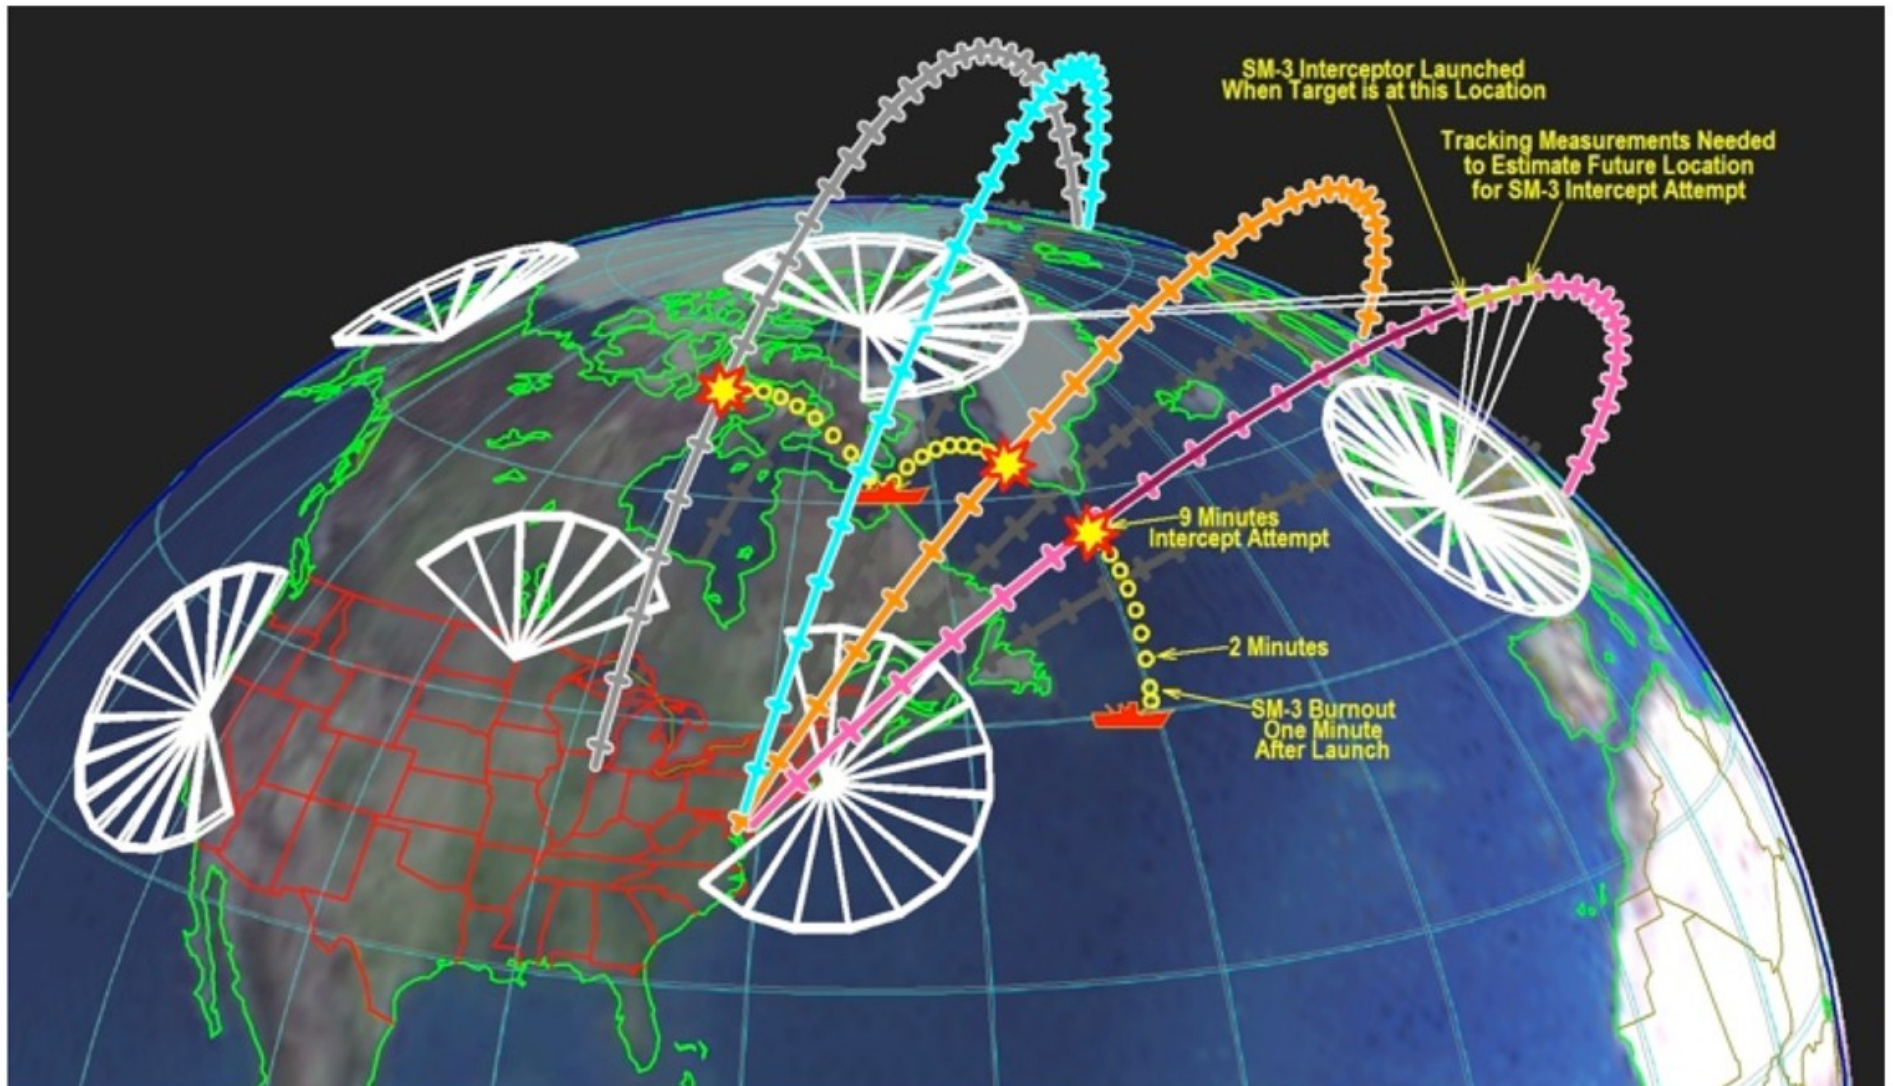 SM-3 Interceptor Launched
When Target is at this Location
Tracking Measurements Needed
to Estimate Future Location
for SM-3 Intercept Attempt
9 Minutes
Intercept Attempt
2 Minutes
SM-3 Burnout
One Minute
After Launch